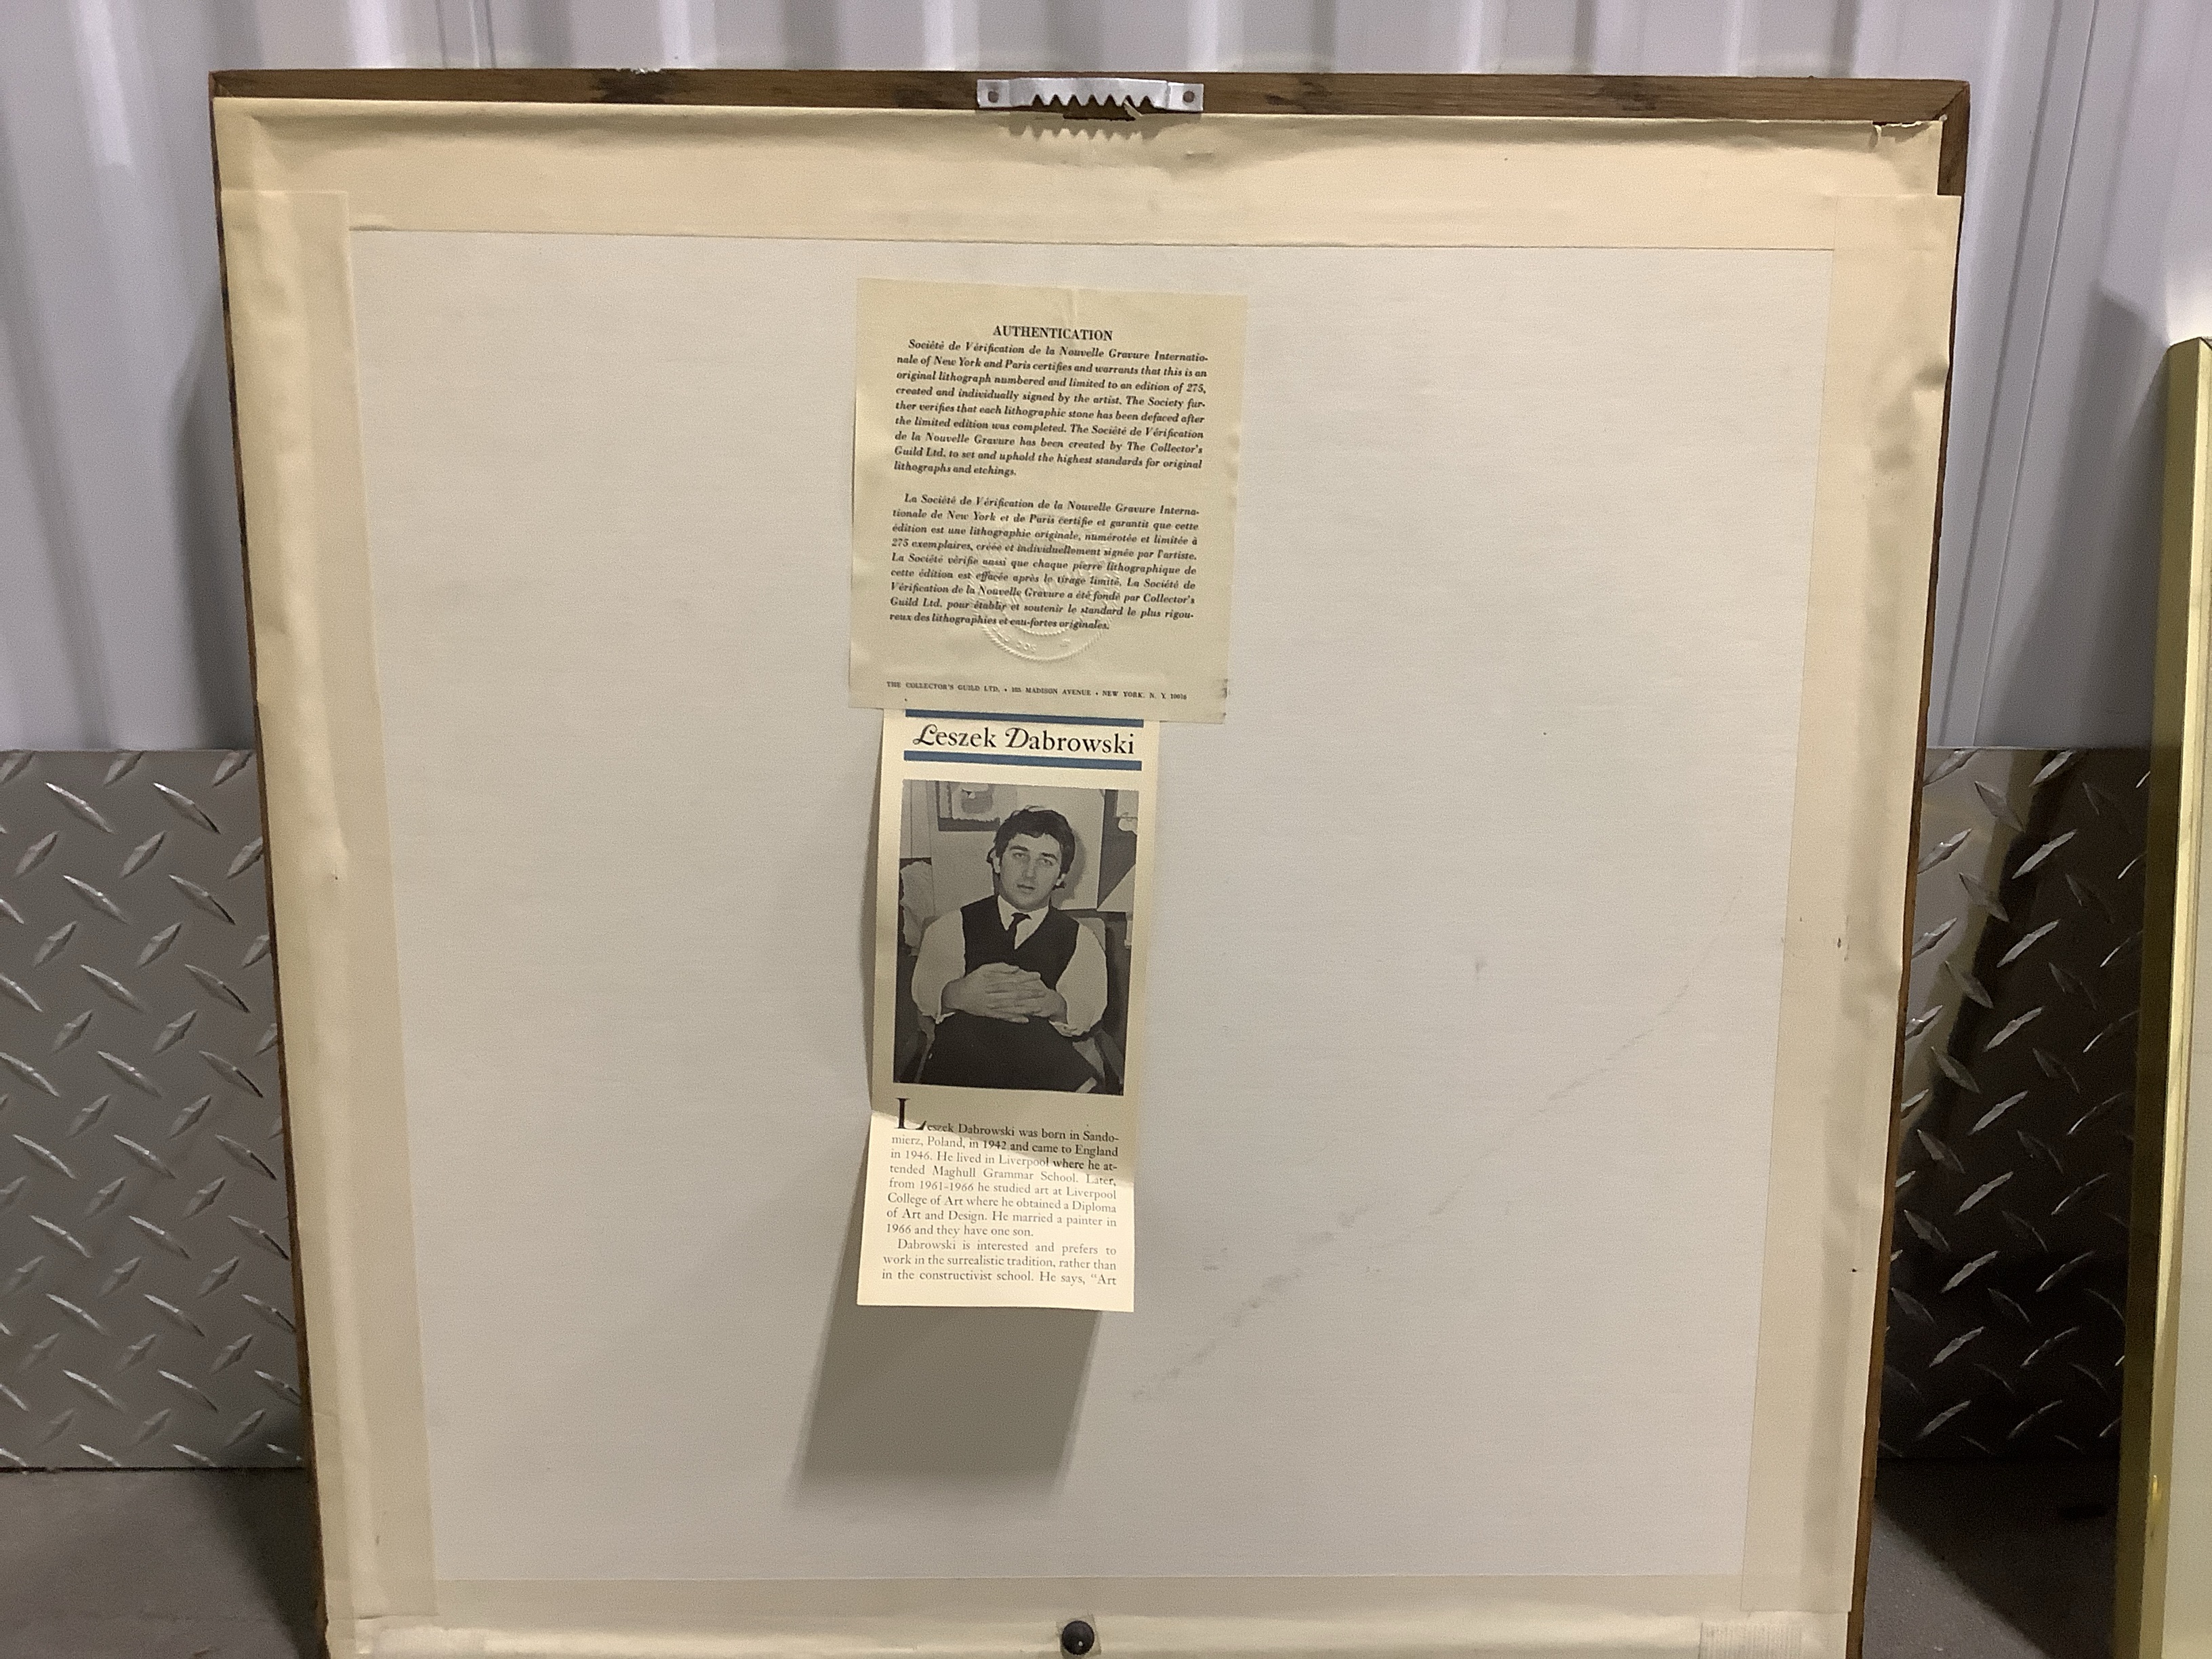 AUTHENTICATION
Société de Vérification de la Nouvelle Gravure Internatio-
nale of New York and Paris certifies and warrants that this is an
original lithograph numbered and limited to an edition of 275,
created and individually signed by the artist. The Society fur-
ther verifies that each lithographic stone has been defaced after
the limited edition was completed. The Société de Vérification
de la Nouvelle Gravure has been created by The Collector's
Guild Ltd. to set and uphold the highest standards for original
lithographs and etchings.
La Société de Vérification de la Nouvelle Gravure Interna-
tionale de New York et de Paris certifie et garantit que cette
édition est une lithographie originale, numérotée et limitée à
275 exemplaires, créée et individuellement signée par l'artiste.
La Société vérifie aussi que chaque pierre lithographique de
cette édition est effacée après le tirage limité. La Société de
Vérification de la Nouvelle Gravure a été fondé par Collector's
Guild Ltd. pour établir et soutenir le standard le plus rigou-
reux des lithographies et eau-fortes originales.
THE COLLECTOR'S GUILD LTD. • MADISON AVENUE • NEW YORK, N. Y. 10016
Leszek Dabrowski
Leszek Dabrowski was born in Sando-
mierz, Poland, in 1942 and came to England
in 1946. He lived in Liverpool where he at-
tended Maghull Grammar School. Later,
from 1961-1966 he studied art at Liverpool
College of Art where he obtained a Diploma
of Art and Design. He married a painter in
1966 and they have one son.
Dabrowski is interested and prefers to
work in the surrealistic tradition, rather than
in the constructivist school. He says, "Art